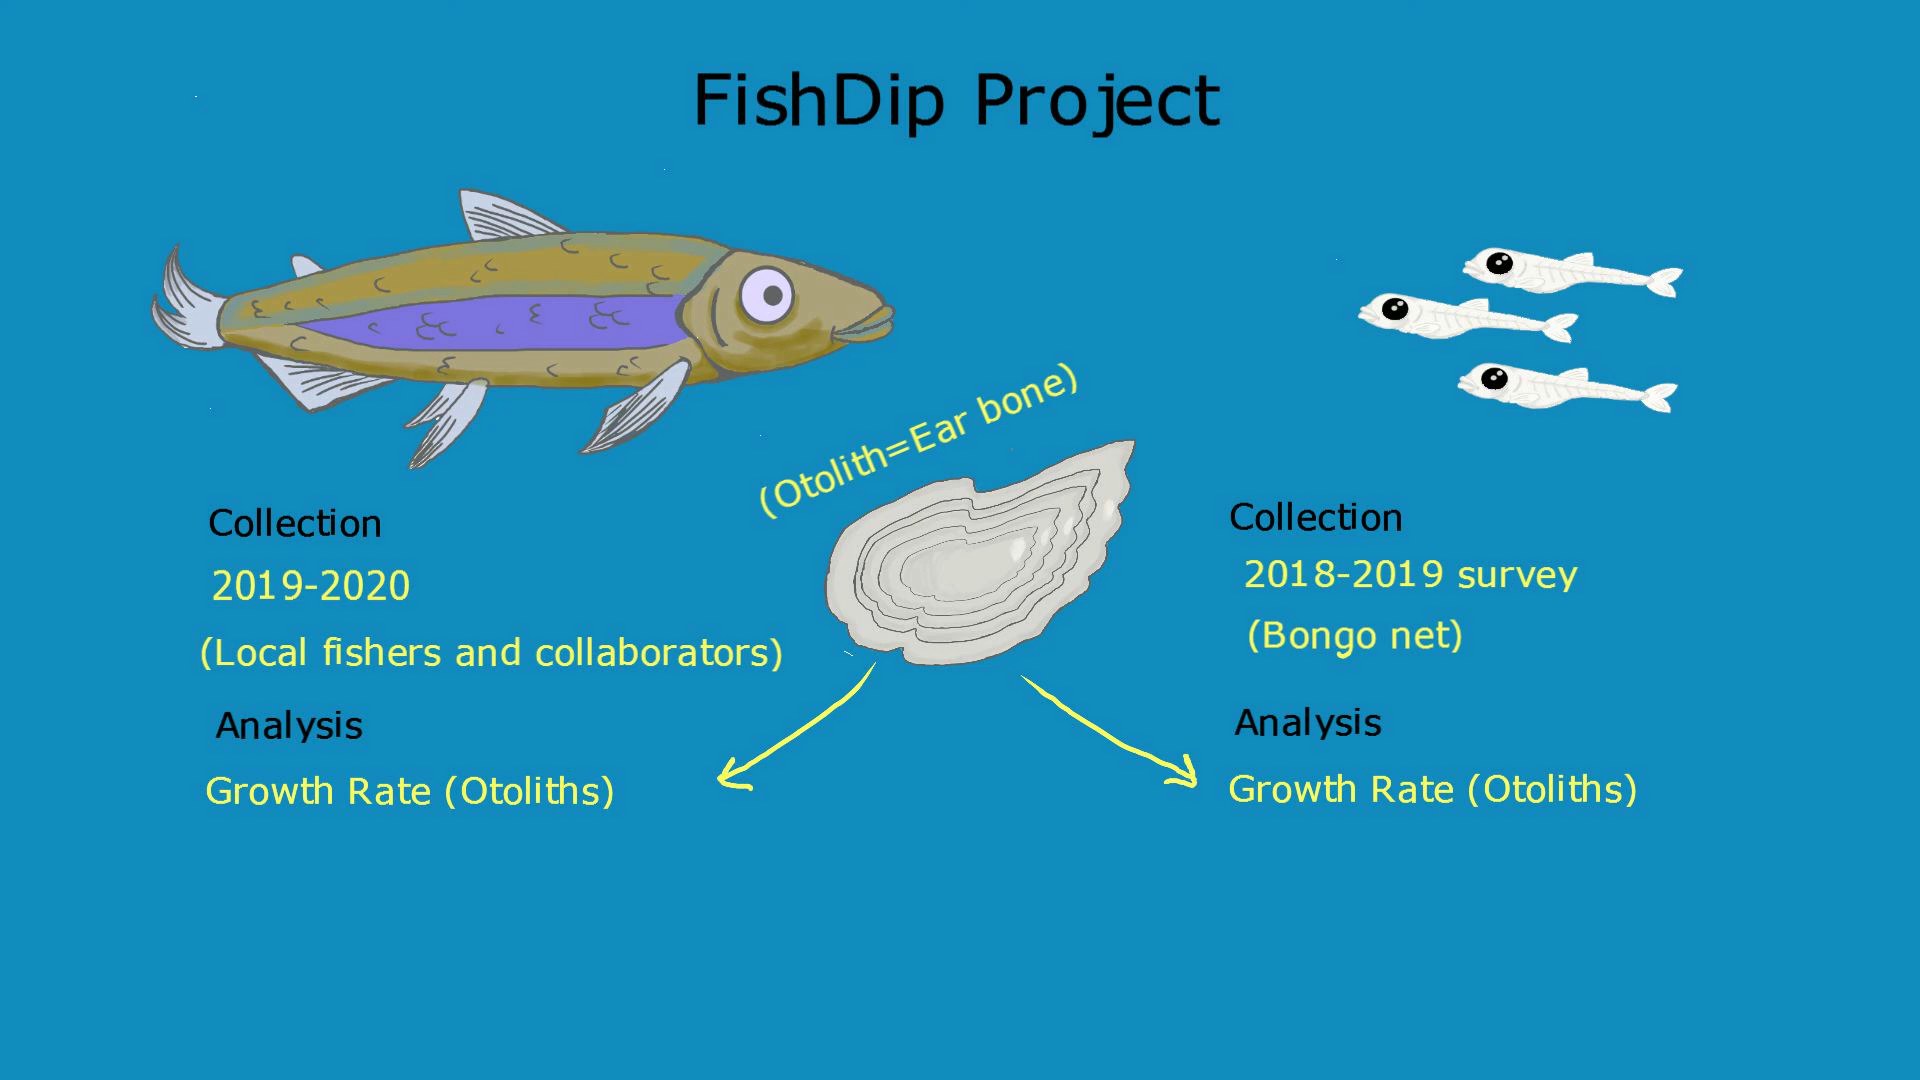 FishDip Project
(Otolith=Ear bone)
Collection
2019-2020
(Local fishers and collaborators)
Analysis
Growth Rate (Otoliths)
Collection
2018-2019 survey
(Bongo net)
Analysis
Growth Rate (Otoliths)